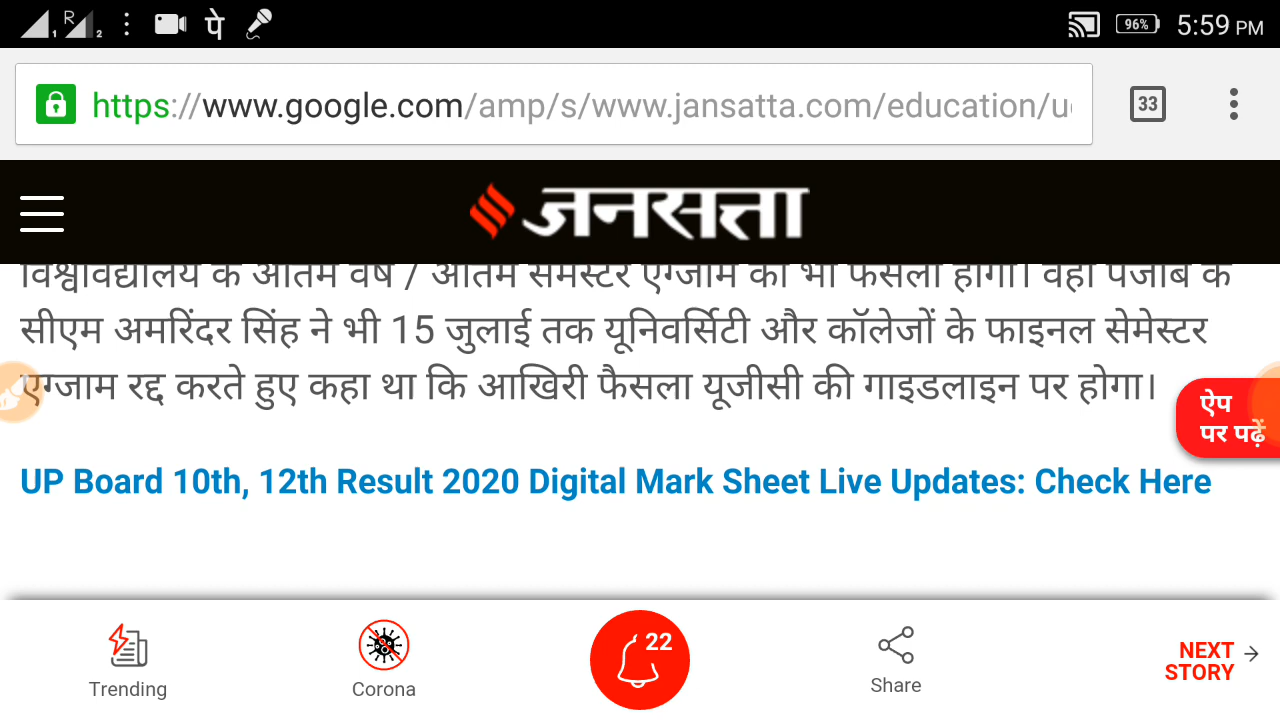 R
1
2
पे
96%
5:59 PM
https://www.google.com/amp/s/www.jansatta.com/education/u
33
जनसत्ता
विश्वविद्यालय के अंतिम वर्ष / अंतिम सेमेस्टर एग्जाम का भी फैसला होगा। वहीं पंजाब के
सीएम अमरिंदर सिंह ने भी 15 जुलाई तक यूनिवर्सिटी और कॉलेजों के फाइनल सेमेस्टर
एग्जाम रद्द करते हुए कहा था कि आखिरी फैसला यूजीसी की गाइडलाइन पर होगा।
ऐप
पर पढ़ें
UP Board 10th, 12th Result 2020 Digital Mark Sheet Live Updates: Check Here
Trending
Corona
22
Share
NEXT
STORY